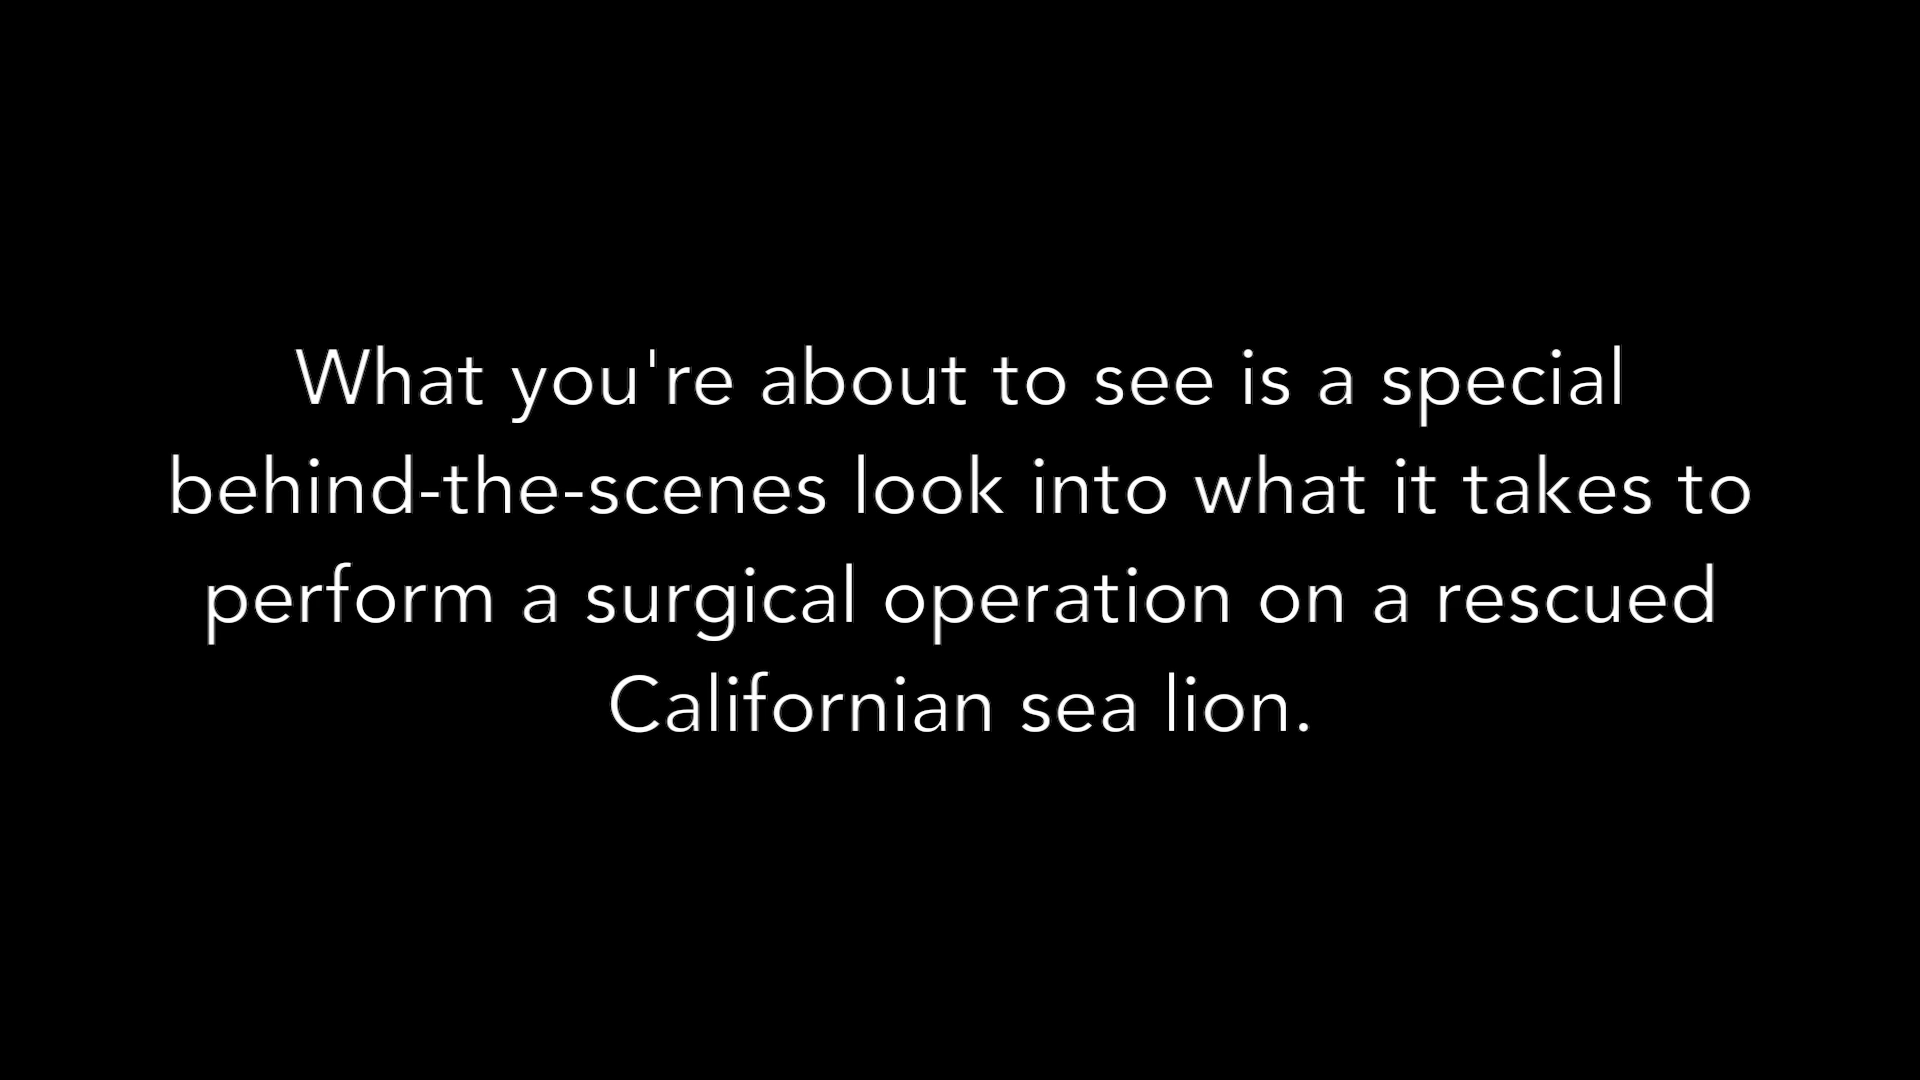 What you're about to see is a special
behind-the-scenes look into what it takes to
perform a surgical operation on a rescued
Californian sea lion.